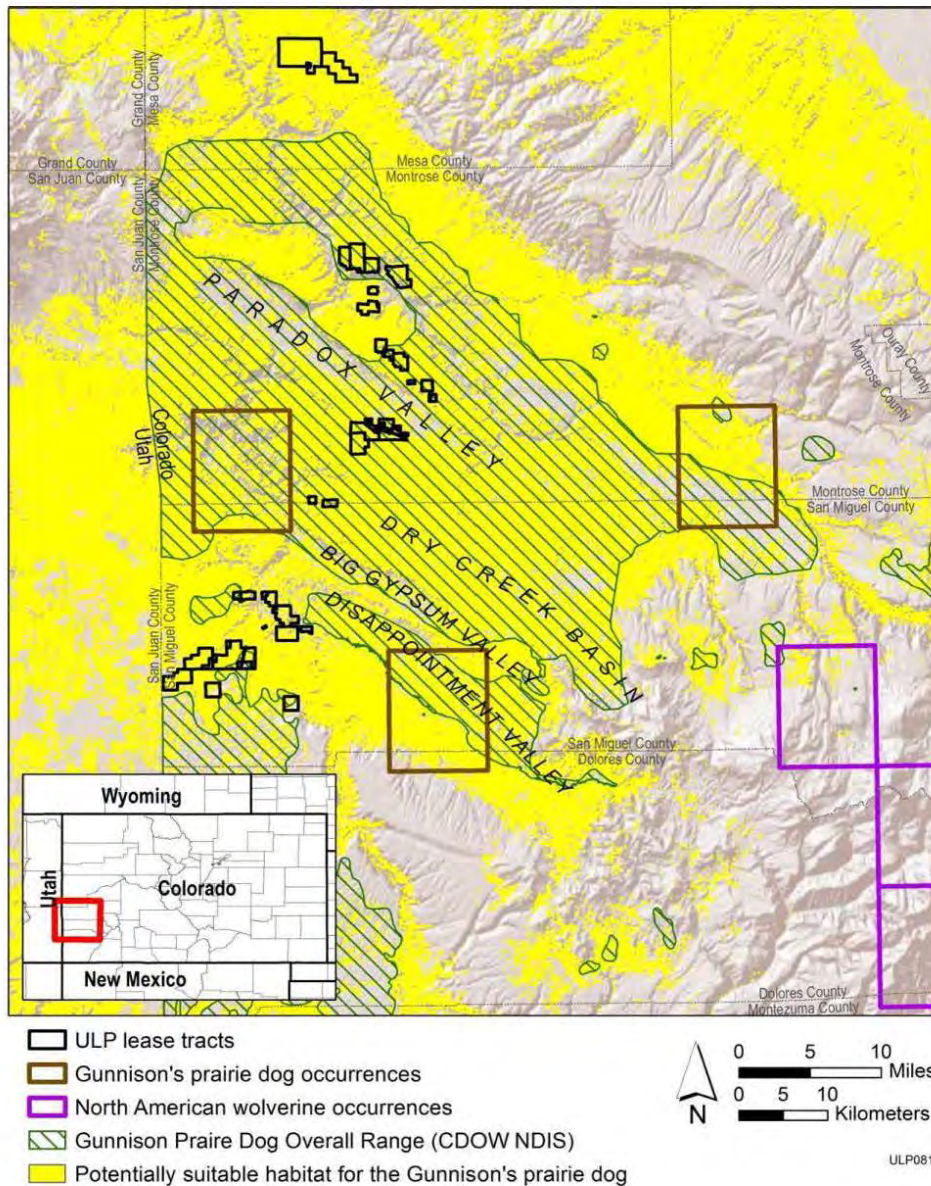 Grand County
Mesa County
Grand County
San Juan County
Mesa County
Montrose County
San Juan County
Montrose County
PARADOX VALLEY
Ouray County
Montrose County
Colorado
Utah
Montrose County
San Miguel County
DRY CREEK BASIN
BIG GYPSUM VALLEY
DISAPPOINTMENT VALLEY
San Juan County
San Miguel County
San Miguel County
Dolores County
Wyoming
Utah
Colorado
New Mexico
Dolores County
Montezuma County
ULP lease tracts
Gunnison's prairie dog occurrences
North American wolverine occurrences
Gunnison Praire Dog Overall Range (CDOW NDIS)
Potentially suitable habitat for the Gunnison's prairie dog
N
0 5 10
Miles
0 5 10
Kilometers
ULP081